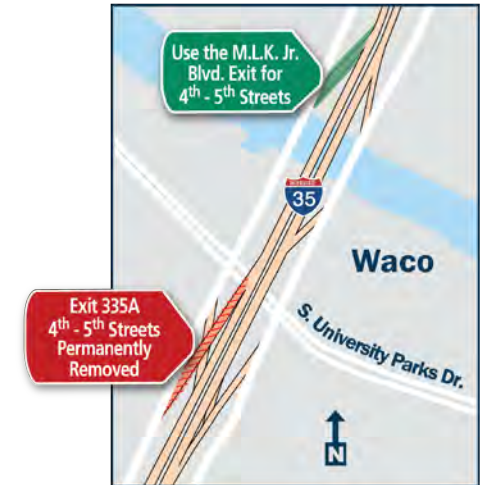 Use the M.L.K. Jr.
Blvd. Exit for
4th - 5th Streets
35
Waco
Exit 335A
4th - 5th Streets
Permanently
Removed
S. University Parks Dr.
N